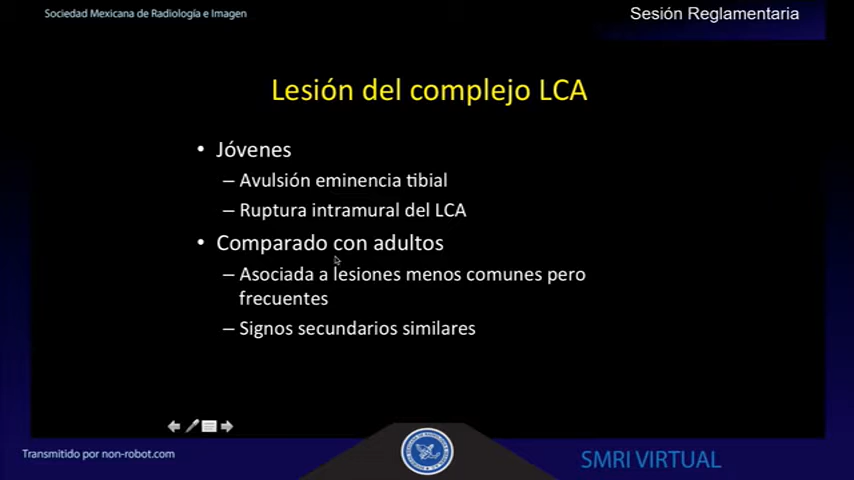 Sociedad Mexicana de Radiología e Imagen
Sesión Reglamentaria
Lesión del complejo LCA
• Jóvenes
– Avulsión eminencia tibial
– Ruptura intramural del LCA
• Comparado con adultos
– Asociada a lesiones menos comunes pero
frecuentes
– Signos secundarios similares
Transmitido por non-robot.com
SMRI VIRTUAL